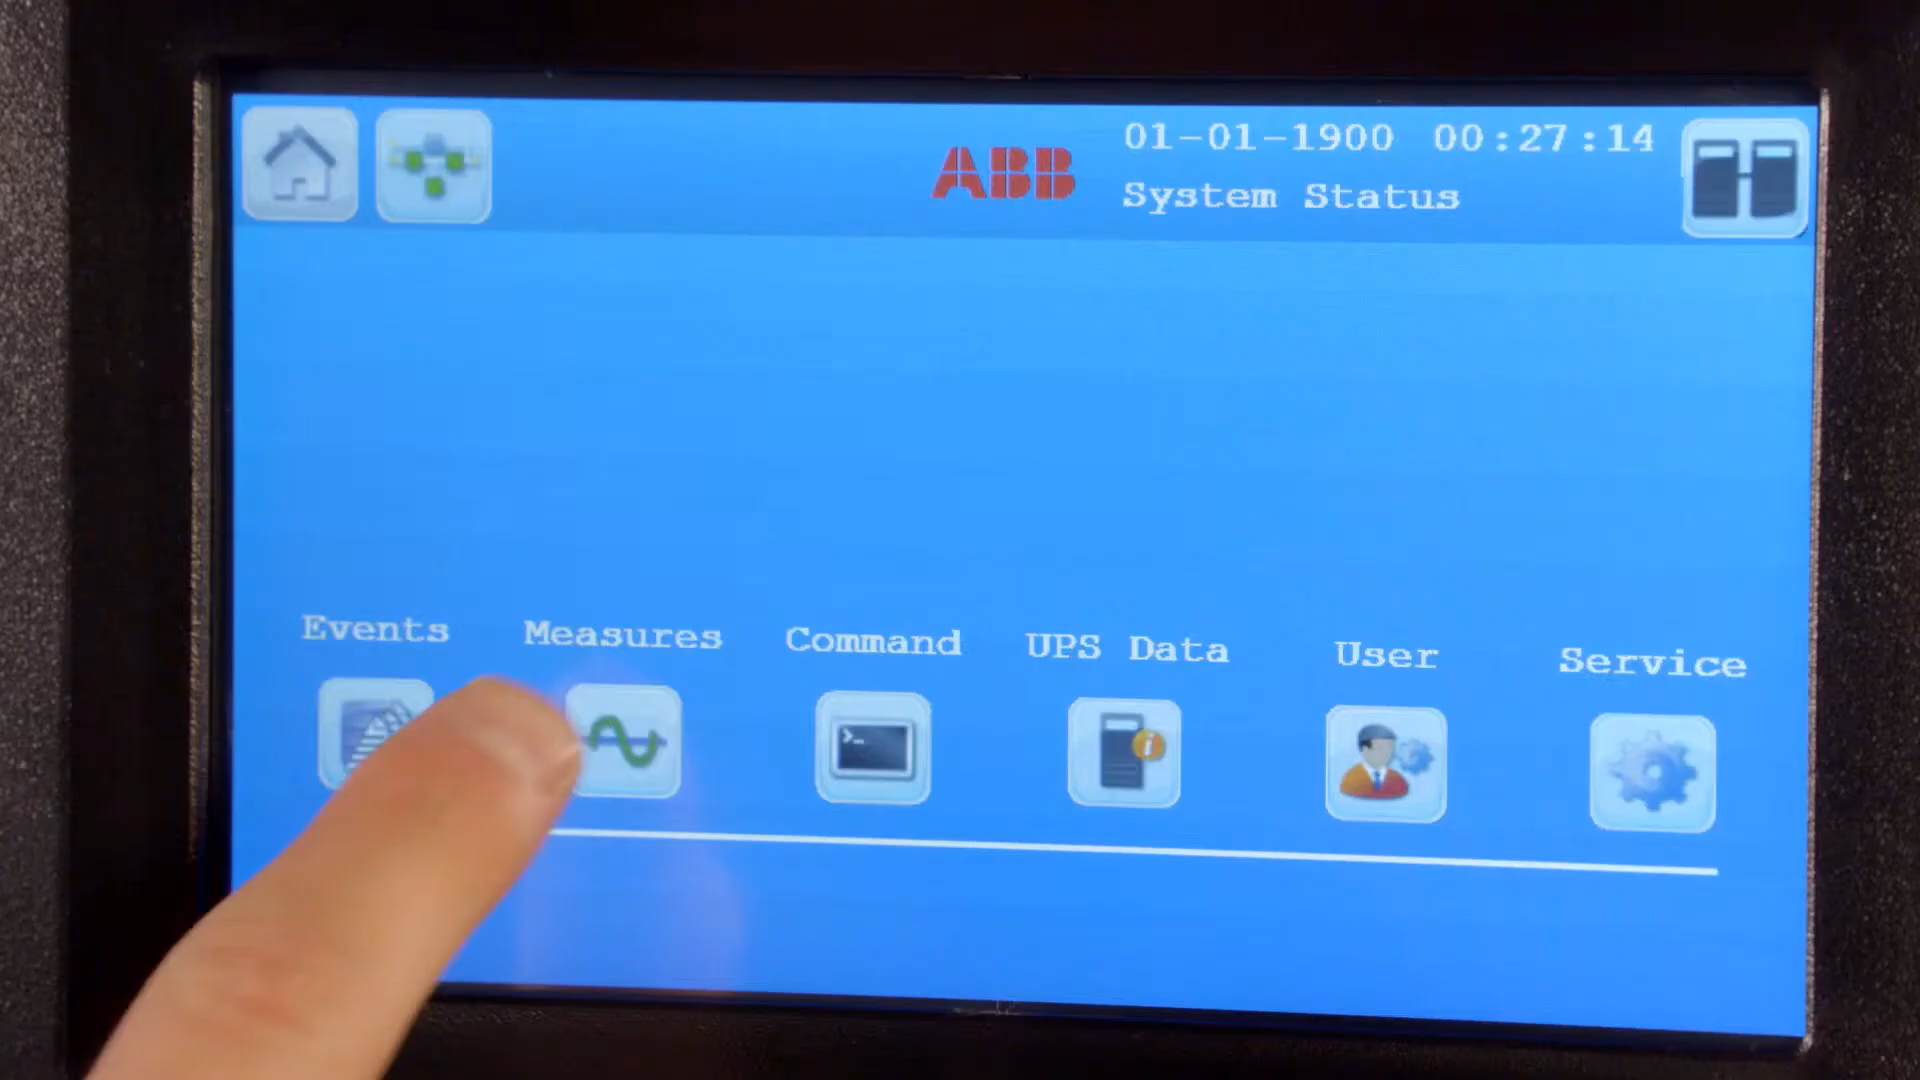 ABB
01-01-1900 00:27:14
System Status
Events Measures Command UPS Data User Service